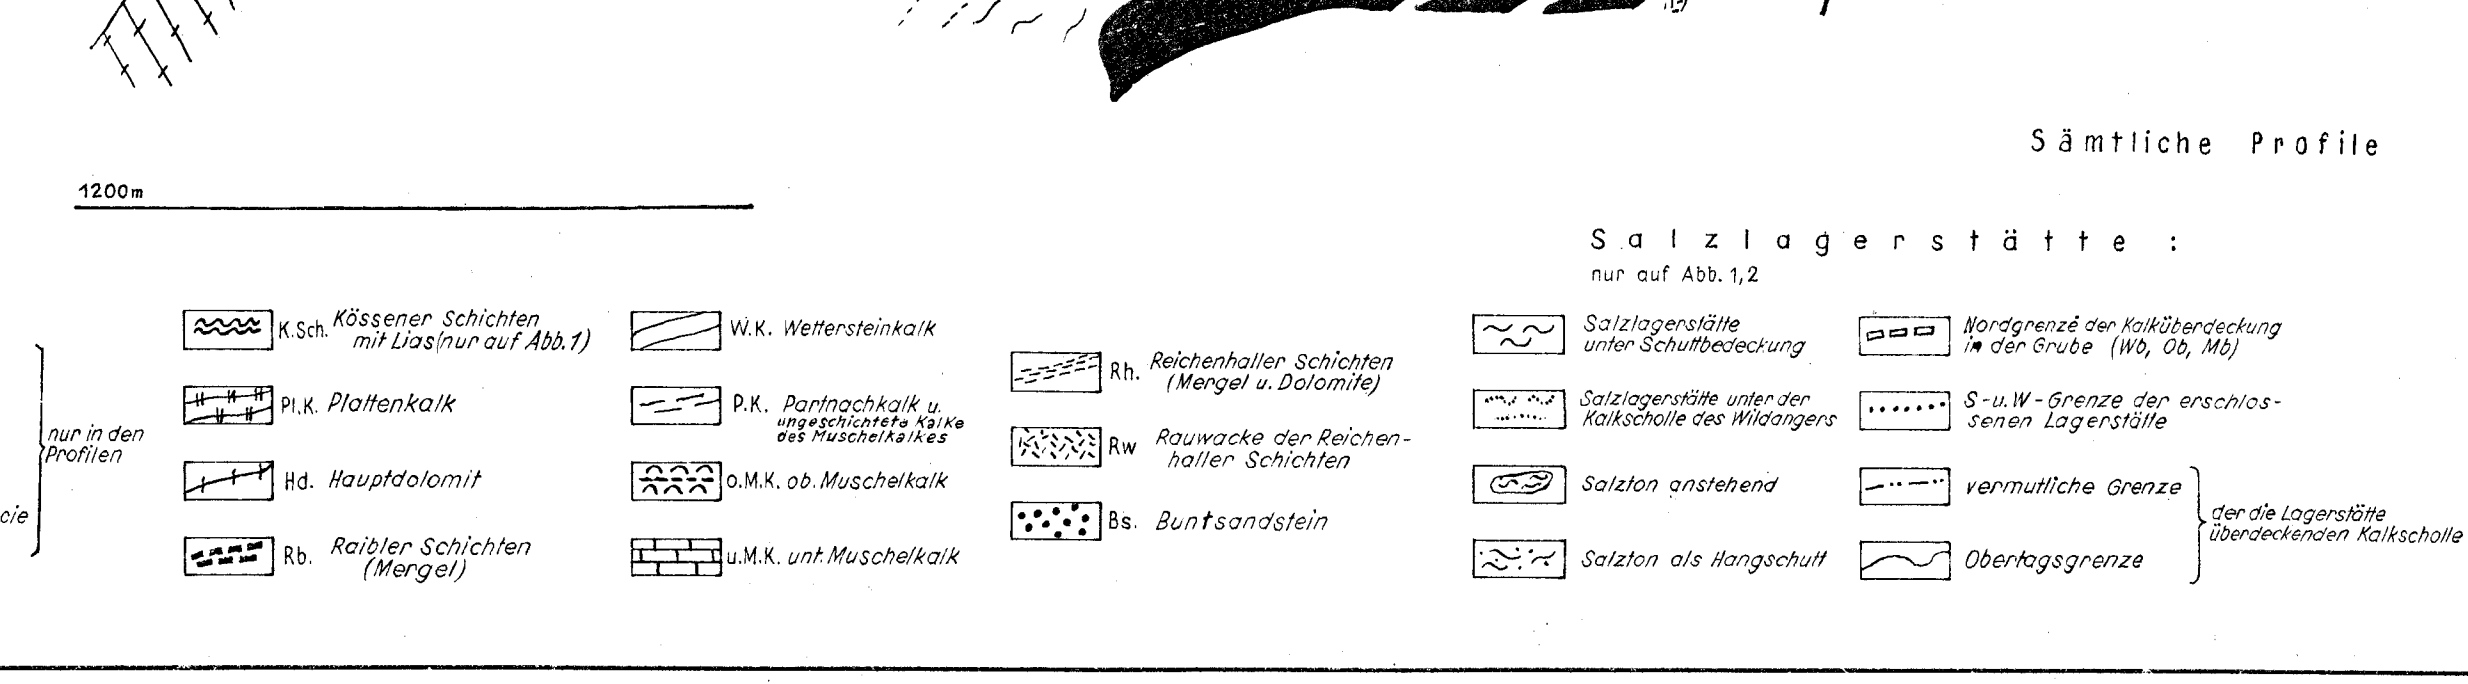 Sämtliche Profile
1200m
Salzlagerstätte :
nur auf Abb. 1,2
nur in den
Profilen
cie
K.Sch. Kössener Schichten
mit Lias (nur auf Abb. 1)
Pl.K. Plattenkalk
Hd. Hauptdolomit
Rb. Raibler Schichten
(Mergel)
W.K. Wettersteinkalk
P.K. Partnachkalk u.
ungeschichtete Kalke
des Muschelkalkes
o.M.K. ob. Muschelkalk
u.M.K. unt. Muschelkalk
Rh. Reichenhaller Schichten
(Mergel u. Dolomite)
Rw Rauwacke der Reichen-
haller Schichten
Bs. Buntsandstein
Salzlagerstätte
unter Schuttbedeckung
Salzlagerstätte unter der
Kalkscholle des Wildangers
Salzton anstehend
Salzton als Hangschutt
Nordgrenze der Kalküberdeckung
in der Grube (Wb, Ob, Mb)
S-u.W-Grenze der erschlos-
senen Lagerstätte
vermutliche Grenze
Obertagsgrenze
der die Lagerstätte
überdeckenden Kalkscholle